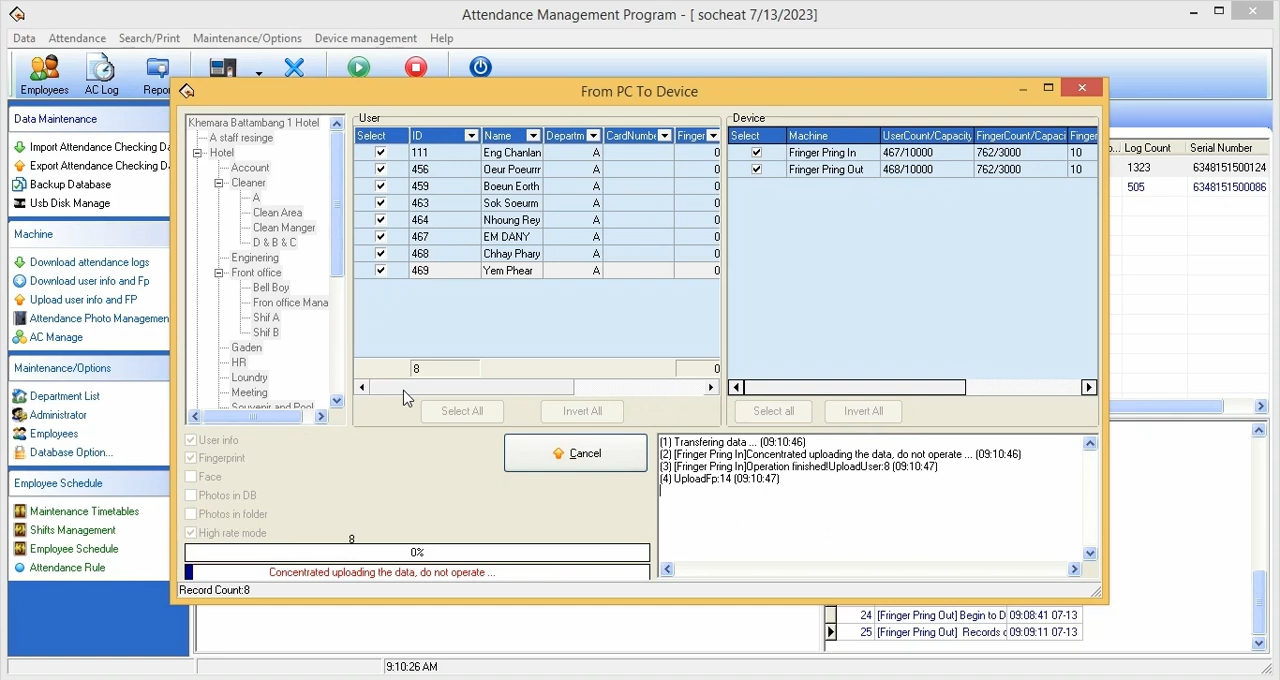 Attendance Management Program - [ socheat 7/13/2023]
Data Attendance Search/Print Maintenance/Options Device management Help
Employees AC Log Repor
From PC To Device
Data Maintenance
Import Attendance Checking Da
Export Attendance Checking D
Backup Database
Usb Disk Manage
Machine
Download attendance logs
Download user info and Fp
Upload user info and FP
Attendance Photo Managemen
AC Manage
Maintenance/Options
Department List
Administrator
Employees
Database Option...
Employee Schedule
Maintenance Timetables
Shifts Management
Employee Schedule
Attendance Rule
Khemara Battambang 1 Hotel
A staff resinge
Hotel
Account
Cleaner
A
Clean Area
Clean Manger
D & B & C
Enginering
Front office
Bell Boy
Fron office Mana
Shif A
Shif B
Gaden
HR
Loundry
Meeting
Souvenir and Pool
User
Select ID Name Departm CardNumbe Finger
111 Eng Chanlan A 0
456 Oeur Poeurr A 0
459 Boeun Eorth A 0
463 Sok Soeurm A 0
464 Nhoung Rey A 0
467 EM DANY A 0
468 Chhay Phary A 0
469 Yem Phear A 0
8 0
Select All Invert All
Device
Select Machine UserCount/Capacity FingerCount/Capaci Finger
Fringer Pring In 467/10000 762/3000 10
Fringer Pring Out 468/10000 762/3000 10
Select all Invert All
o... Log Count Serial Number
1323 6348151500124
505 6348151500086
User info
Fingerprint
Face
Photos in DB
Photos in folder
High rate mode
Cancel
8
0%
Concentrated uploading the data, do not operate ...
Record Count:8
(1) Transfering data ... (09:10:46)
(2) [Fringer Pring In]Concentrated uploading the data, do not operate ... (09:10:46)
(3) [Fringer Pring In]Operation finished!UploadUser:8 (09:10:47)
(4) UploadFp:14 (09:10:47)
24 [Fringer Pring Out] Begin to D 09:08:41 07-13
25 [Fringer Pring Out] Records d 09:09:11 07-13
9:10:26 AM